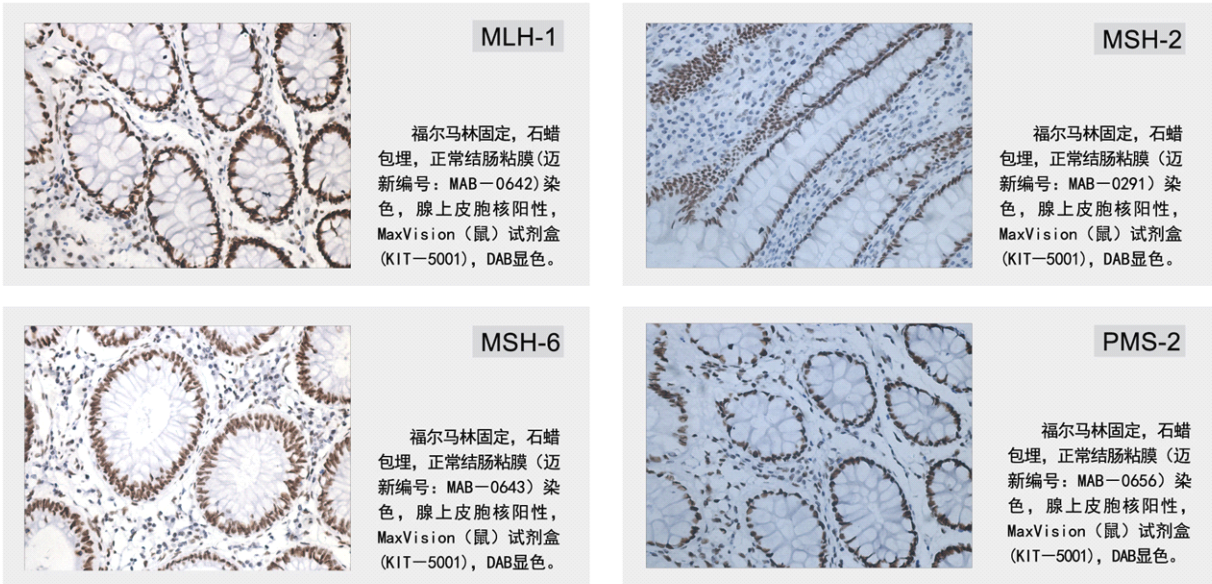 MLH-1
福尔马林固定，石蜡
包埋，正常结肠粘膜(迈
新编号：MAB－0642)染
色，腺上皮胞核阳性，
MaxVision（鼠）试剂盒
(KIT－5001)，DAB显色。
MSH-2
福尔马林固定，石蜡
包埋，正常结肠粘膜（迈
新编号：MAB－0291）染
色，腺上皮胞核阳性，
MaxVision（鼠）试剂盒
(KIT－5001)，DAB显色。
MSH-6
福尔马林固定，石蜡
包埋，正常结肠粘膜（迈
新编号：MAB－0643）染
色，腺上皮胞核阳性，
MaxVision（鼠）试剂盒
(KIT－5001)，DAB显色。
PMS-2
福尔马林固定，石蜡
包埋，正常结肠粘膜（迈
新编号：MAB－0656）染
色，腺上皮胞核阳性，
MaxVision（鼠）试剂盒
(KIT－5001)，DAB显色。